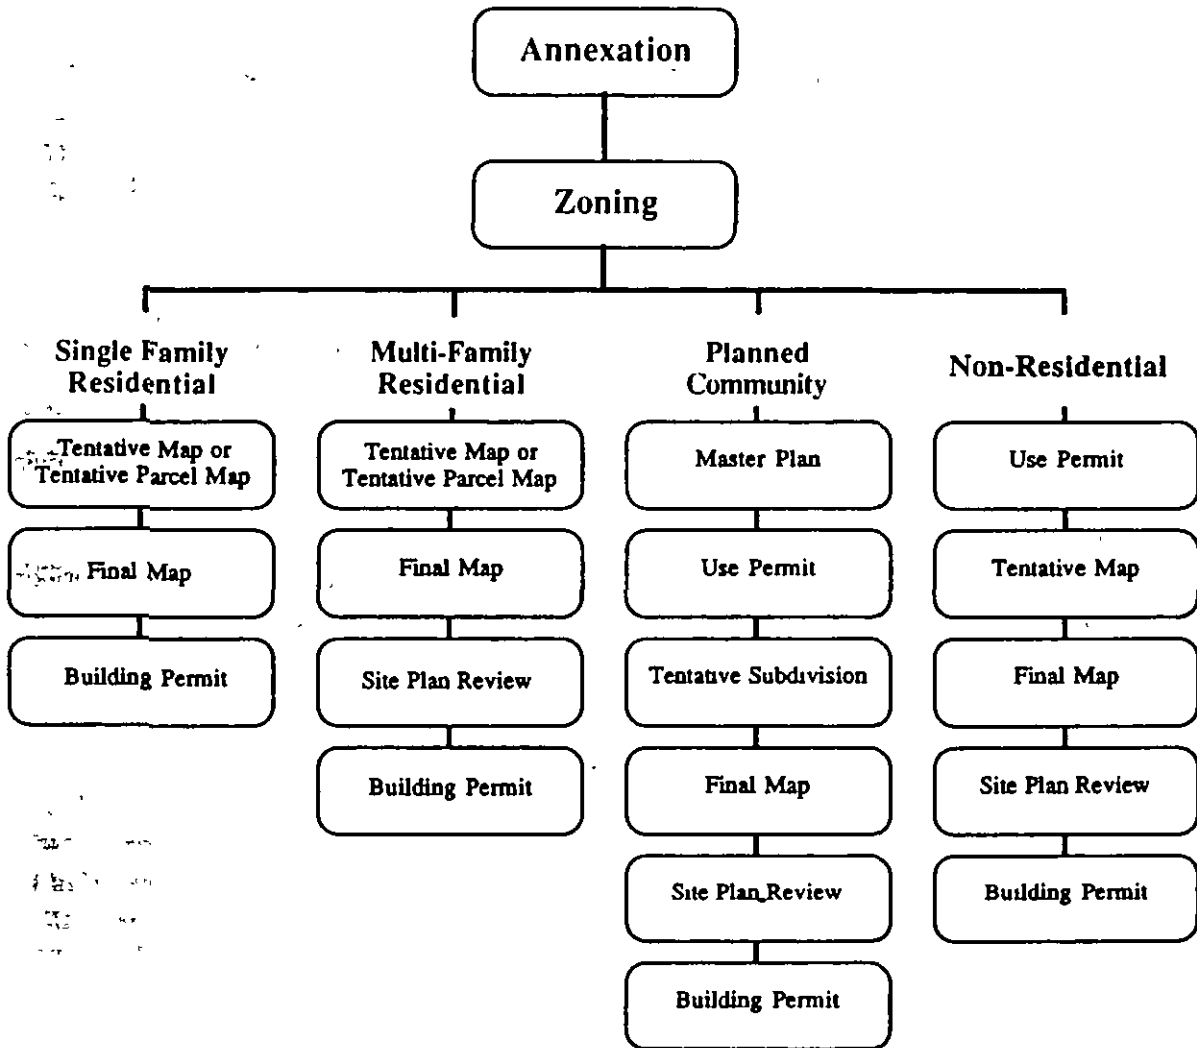 Annexation
Zoning
Single Family
Residential
Tentative Map or
Tentative Parcel Map
Final Map
Building Permit
Multi-Family
Residential
Tentative Map or
Tentative Parcel Map
Final Map
Site Plan Review
Building Permit
Planned
Community
Master Plan
Use Permit
Tentative Subdivision
Final Map
Site Plan Review
Building Permit
Non-Residential
Use Permit
Tentative Map
Final Map
Site Plan Review
Building Permit